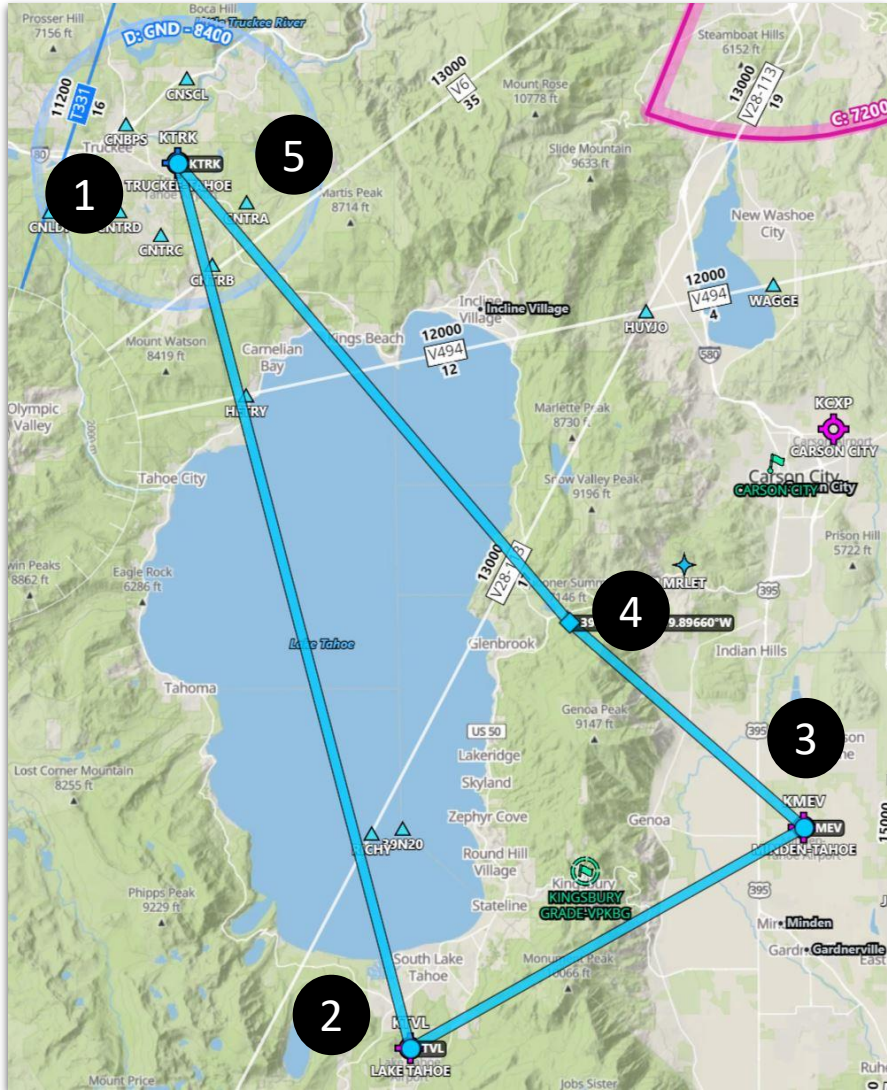 Prosser Hill
7156 ft
Boca Hill
Little Truckee River
D: GND - 8400
Steamboat Hills
6152 ft
11200
T331
16
CNSCL
13000
V6
35
Mount Rose
10778 ft
13000
V28-113
19
C: 7200
CNBPS
KTRK
Truckee
80
KTRK
TRUCKEE-TAHOE
5
Slide Mountain
9633 ft
1
Martis Peak
8714 ft
CNTRA
CNTRD
CNTRC
New Washoe
City
CNTRB
12000
V494
4
WAGGE
Incline
Village
Incline Village
HUYJO
Mount Watson
8419 ft
Kings Beach
12000
V494
12
Carnelian
Bay
580
Olympic
Valley
2000 m
Marlette Peak
8730 ft
KCXP
CARSON CITY
Carson City
CARSON CITY
Tahoe City
Snow Valley Peak
9196 ft
Prison Hill
5722 ft
8862 ft
Eagle Rock
6286 ft
13000
395
4
9.89660°W
Lake Tahoe
Glenbrook
Indian Hills
Tahoma
Genoa Peak
9147 ft
395
3
US 50
Lakeridge
Skyland
Lost Corner Mountain
8255 ft
Zephyr Cove
Genoa
KMEV
MEV
MINDEN-TAHOE
15000
39N20
Round Hill
Village
Kingsbury
KINGSBURY
GRADE-VPKBG
395
Phipps Peak
9229 ft
Stateline
Minden
Gardnerville
South Lake
Tahoe
2
KTVL
TVL
LAKE TAHOE
Mount Price
Jobs Sister